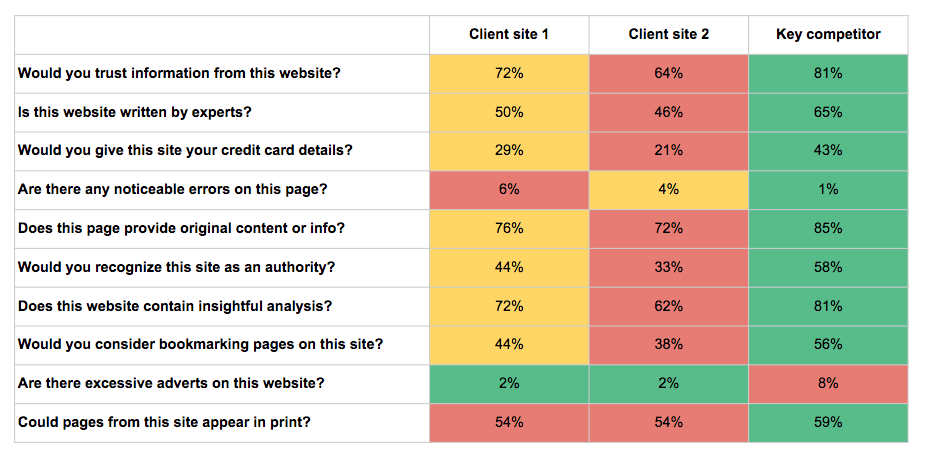 Client site 1 Client site 2 Key competitor
Would you trust information from this website? 72% 64% 81%
Is this website written by experts? 50% 46% 65%
Would you give this site your credit card details? 29% 21% 43%
Are there any noticeable errors on this page? 6% 4% 1%
Does this page provide original content or info? 76% 72% 85%
Would you recognize this site as an authority? 44% 33% 58%
Does this website contain insightful analysis? 72% 62% 81%
Would you consider bookmarking pages on this site? 44% 38% 56%
Are there excessive adverts on this website? 2% 2% 8%
Could pages from this site appear in print? 54% 54% 59%